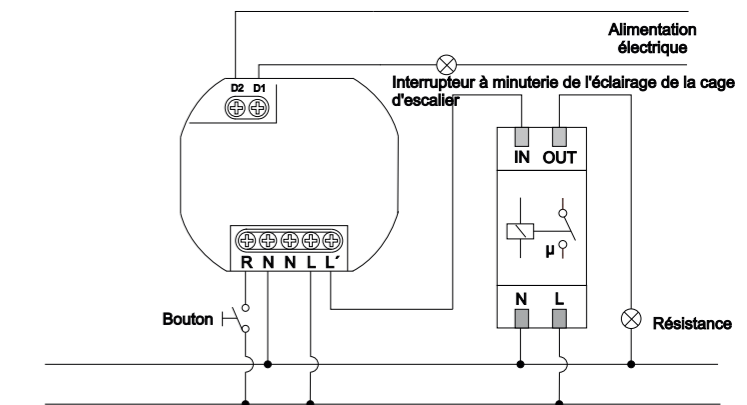 Alimentation
électrique
D2 D1
Interrupteur à minuterie de l'éclairage de la cage
d'escalier
IN OUT
µ
R N N L L´
N L
Bouton
Résistance